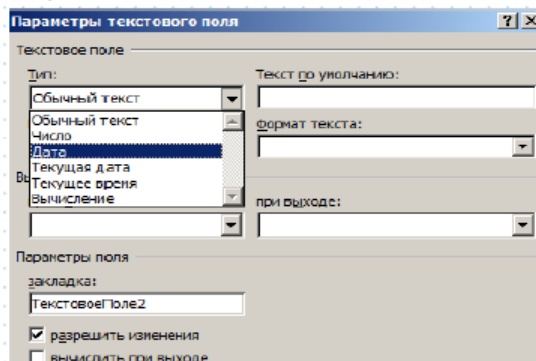 Параметры текстового поля
Текстовое поле
Тип:
Текст по умолчанию:
Обычный текст
Обычный текст
Число
Дата
Текущая дата
Текущее время
Вычисление
Формат текста:
Вы
при выходе:
Параметры поля
закладка:
ТекстовоеПоле2
разрешить изменения
вычислить при выходе